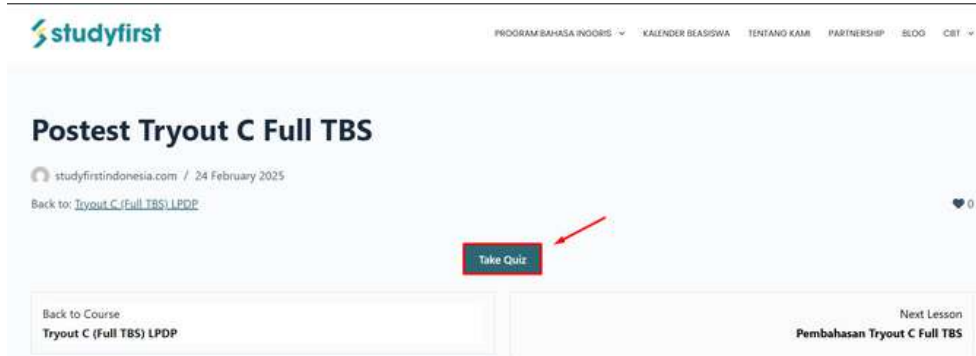 studyfirst
PROGRAM BAHASA INGGRIS KALENDER BEASISWA TENTANG KAMI PARTNERSHIP BLOG CBT
Postest Tryout C Full TBS
studyfirstindonesia.com / 24 February 2025
Back to: Tryout C (Full TBS) LPDP
0
Take Quiz
Back to Course
Tryout C (Full TBS) LPDP
Next Lesson
Pembahasan Tryout C Full TBS